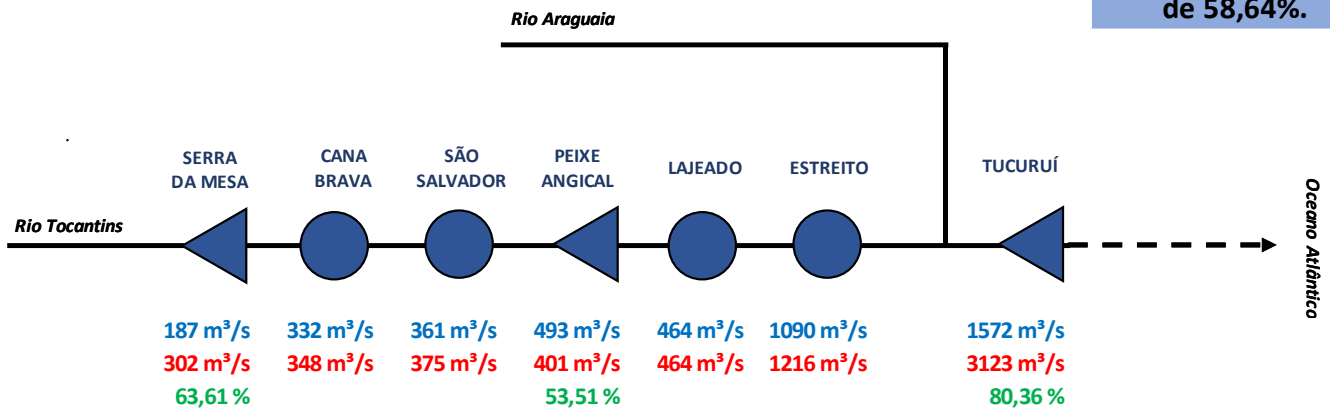 de 58,64%.
Rio Araguaia
SERRA
DA MESA
CANA
BRAVA
SÃO
SALVADOR
PEIXE
ANGICAL
LAJEADO
ESTREITO
TUCURUÍ
Rio Tocantins
Oceano Atlântico
187 m³/s
302 m³/s
63,61 %
332 m³/s
348 m³/s
361 m³/s
375 m³/s
493 m³/s
401 m³/s
53,51 %
464 m³/s
464 m³/s
1090 m³/s
1216 m³/s
1572 m³/s
3123 m³/s
80,36 %